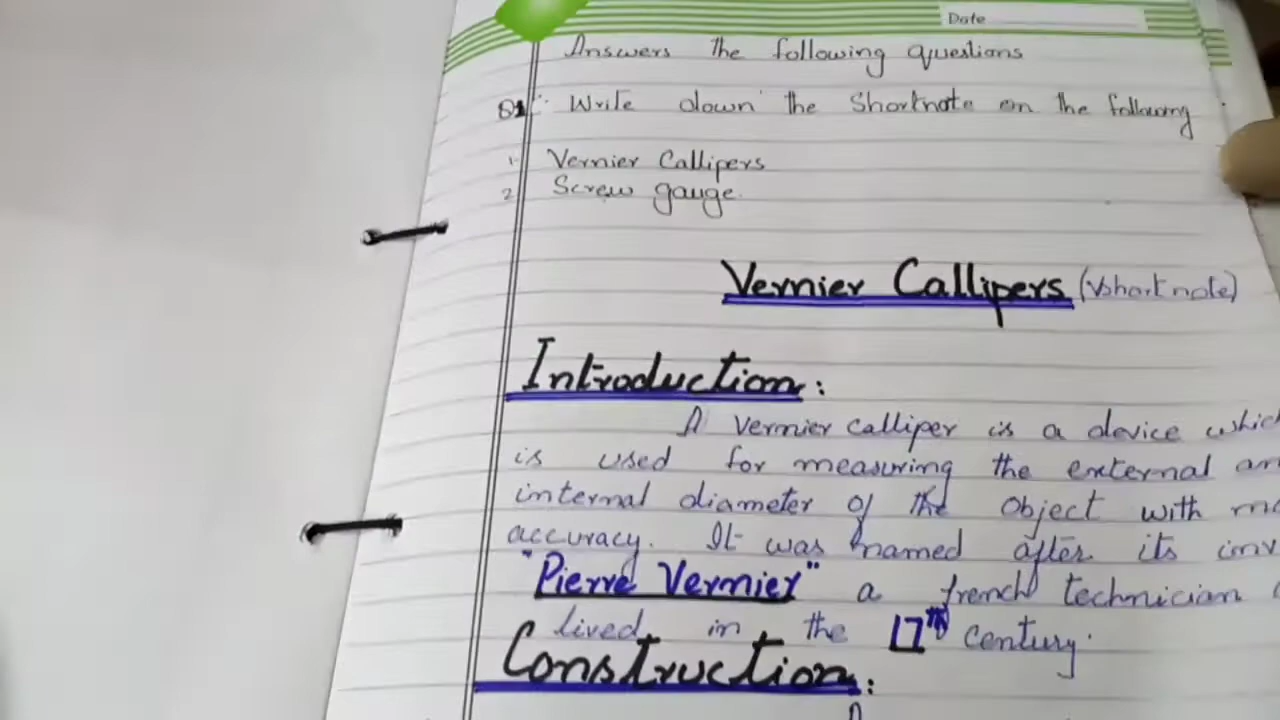 Date
Answers the following questions
Q1: Write down the Shortnote on the following
1. Vernier Callipers
2. Screw gauge.
Vernier Callipers (shortnote)
Introduction:
A vernier calliper is a device which
is used for measuring the external
internal diameter of the object with
accuracy. It was named after its
"Pierre Vernier" a french technician
lived in the 17th century.
Construction:
A